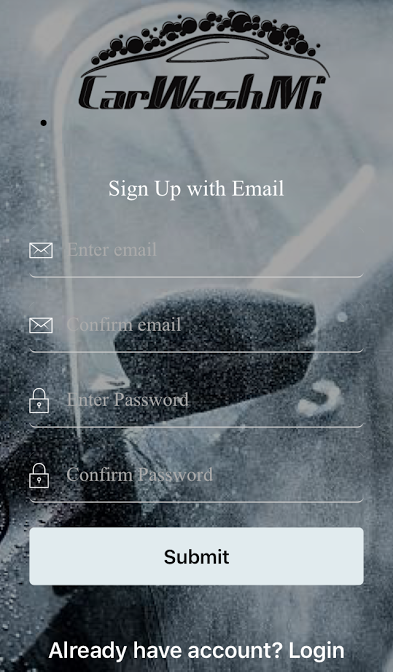 CarWashMi
Sign Up with Email
Enter email
Confirm email
Enter Password
Confirm Password
Submit
Already have account? Login